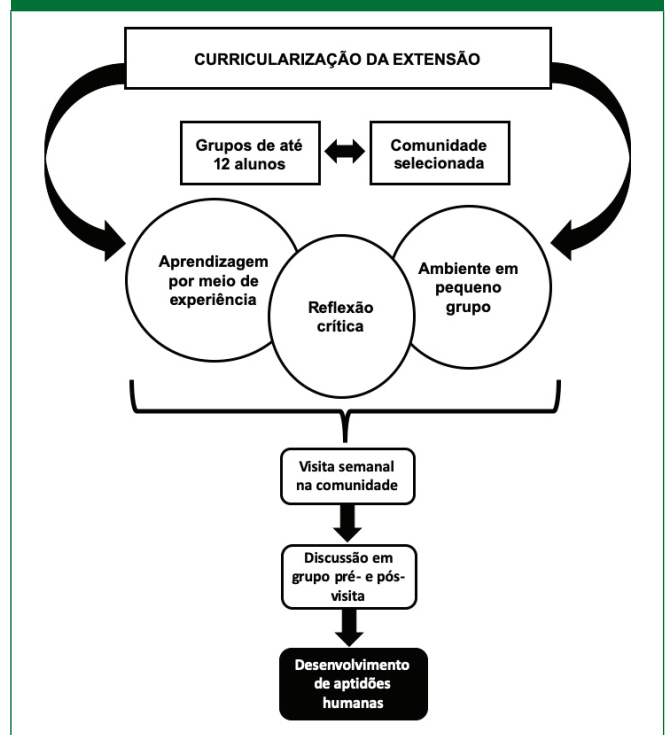 CURRICULARIZAÇÃO DA EXTENSÃO
Grupos de até
12 alunos
Comunidade
selecionada
Aprendizagem
por meio de
experiência
Reflexão
crítica
Ambiente em
pequeno
grupo
Visita semanal
na comunidade
Discussão em
grupo pré- e pós-
visita
Desenvolvimento
de aptidões
humanas